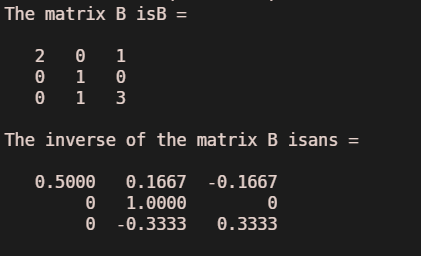 The matrix B isB =
2 0 1
0 1 0
0 1 3
The inverse of the matrix B isans =
0.5000 0.1667 -0.1667
0 1.0000 0
0 -0.3333 0.3333